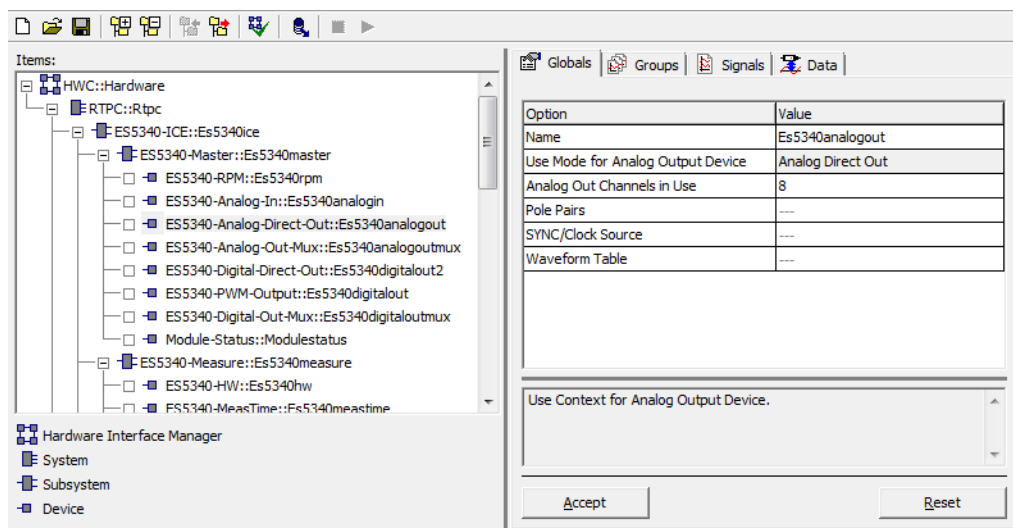 Items:
HWC::Hardware
RTPC::Rtpc
ES5340-ICE::Es5340ice
ES5340-Master::Es5340master
ES5340-RPM::Es5340rpm
ES5340-Analog-In::Es5340analogin
ES5340-Analog-Direct-Out::Es5340analogout
ES5340-Analog-Out-Mux::Es5340analogoutmux
ES5340-Digital-Direct-Out::Es5340digitalout2
ES5340-PWM-Output::Es5340digitalout
ES5340-Digital-Out-Mux::Es5340digitaloutmux
Module-Status::Modulestatus
ES5340-Measure::Es5340measure
ES5340-HW::Es5340hw
ES5340-MeasTime::Es5340meastime
Hardware Interface Manager
System
Subsystem
Device
Globals Groups Signals Data
Option Value
Name Es5340analogout
Use Mode for Analog Output Device Analog Direct Out
Analog Out Channels in Use 8
Pole Pairs ---
SYNC/Clock Source ---
Waveform Table ---
Use Context for Analog Output Device.
Accept Reset